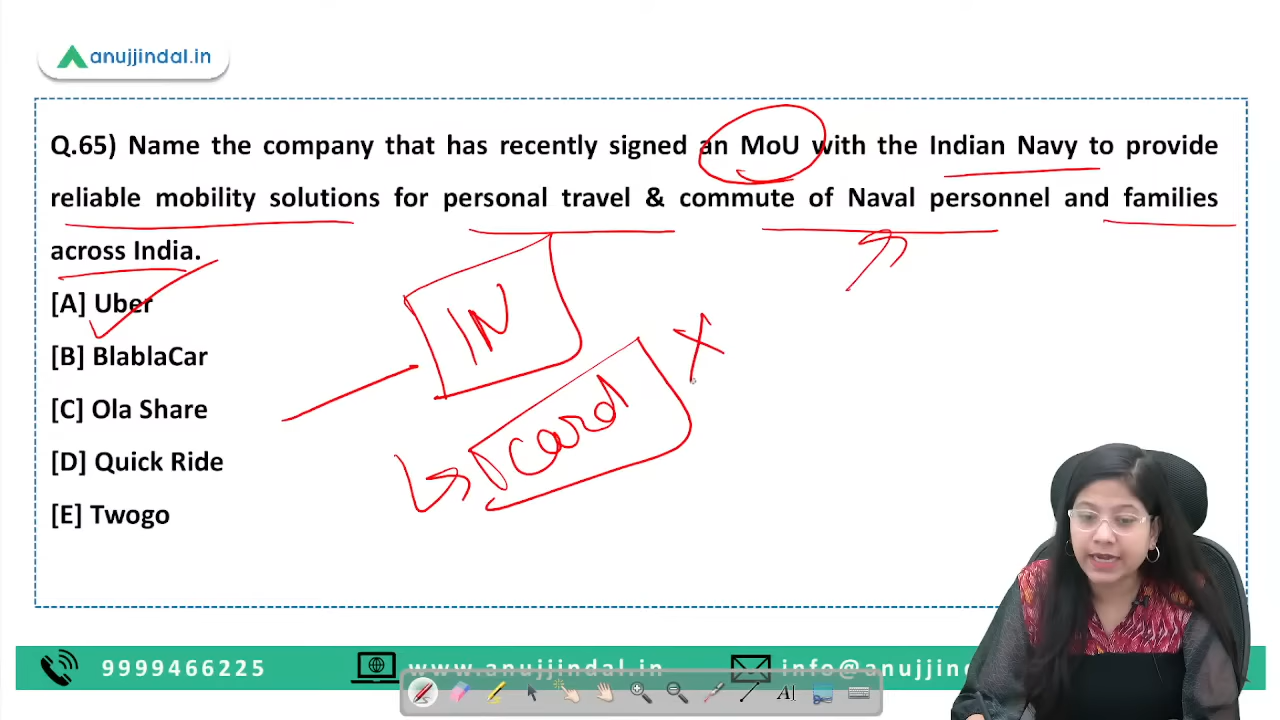 anujjindal.in
Q.65) Name the company that has recently signed an MoU with the Indian Navy to provide
reliable mobility solutions for personal travel & commute of Naval personnel and families
across India.
[A] Uber
[B] BlablaCar
[C] Ola Share
[D] Quick Ride
[E] Twogo
IN
card
X
9999466225
www.anujjindal.in
info@anujjin
A